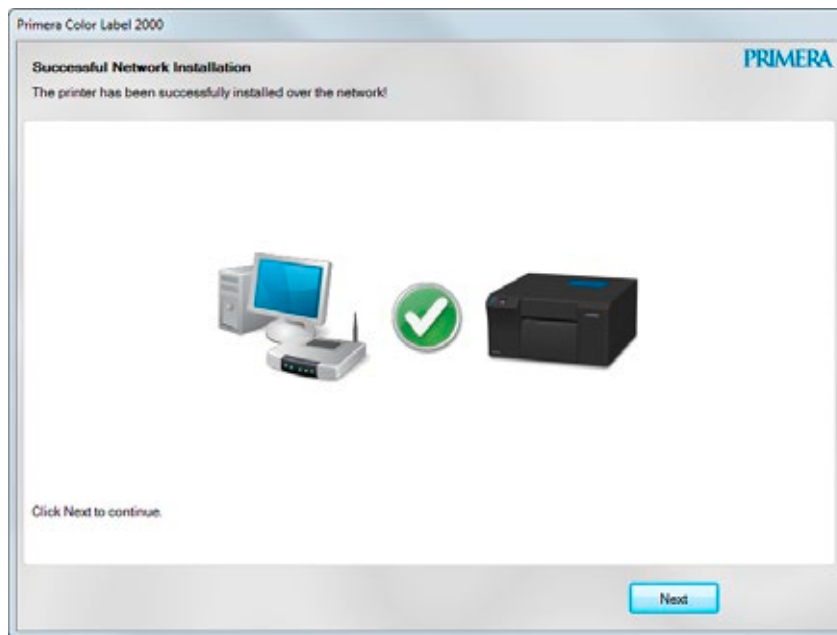 Primera Color Label 2000
Successful Network Installation
PRIMERA
The printer has been successfully installed over the network!
Click Next to continue.
Next